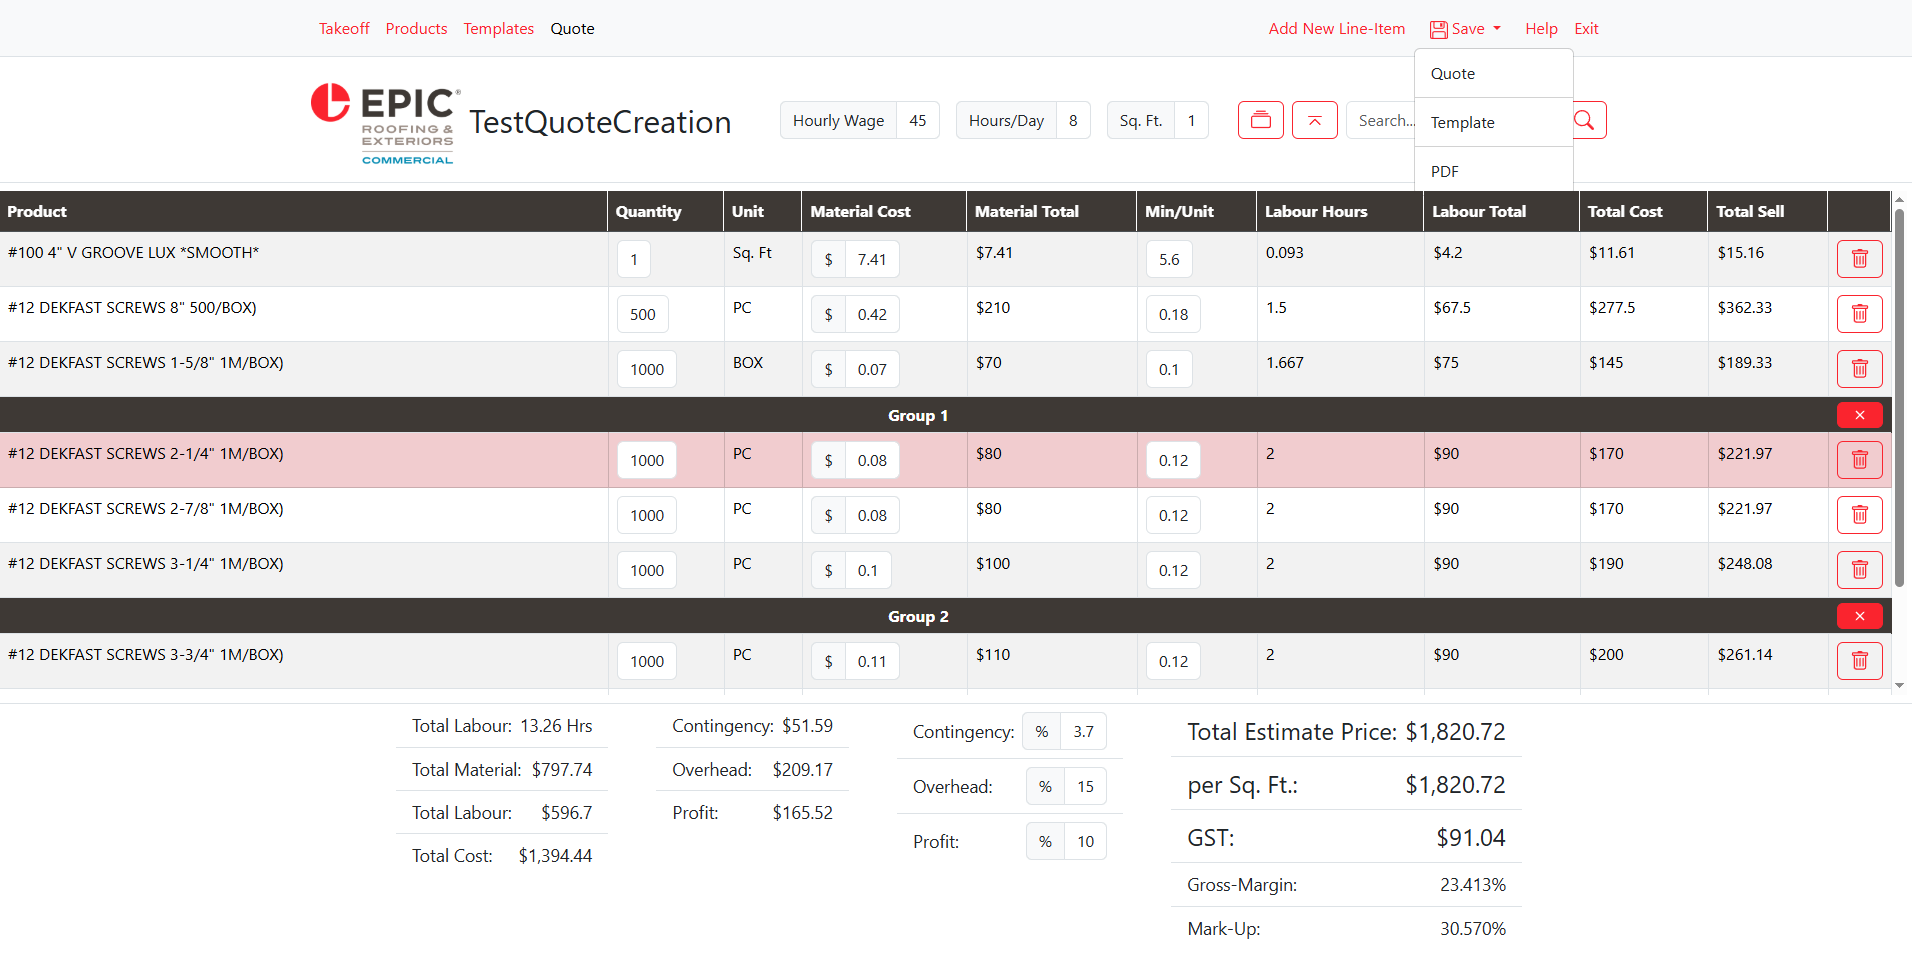 Takeoff Products Templates Quote Add New Line-Item Save Help Exit
Quote
Template
PDF
EPIC®
ROOFING &
EXTERIORS
COMMERCIAL
TestQuoteCreation
Hourly Wage 45 Hours/Day 8 Sq. Ft. 1 Search...
Product Quantity Unit Material Cost Material Total Min/Unit Labour Hours Labour Total Total Cost Total Sell
#100 4" V GROOVE LUX *SMOOTH* 1 Sq. Ft $ 7.41 $7.41 5.6 0.093 $4.2 $11.61 $15.16
#12 DEKFAST SCREWS 8" 500/BOX) 500 PC $ 0.42 $210 0.18 1.5 $67.5 $277.5 $362.33
#12 DEKFAST SCREWS 1-5/8" 1M/BOX) 1000 BOX $ 0.07 $70 0.1 1.667 $75 $145 $189.33
Group 1
#12 DEKFAST SCREWS 2-1/4" 1M/BOX) 1000 PC $ 0.08 $80 0.12 2 $90 $170 $221.97
#12 DEKFAST SCREWS 2-7/8" 1M/BOX) 1000 PC $ 0.08 $80 0.12 2 $90 $170 $221.97
#12 DEKFAST SCREWS 3-1/4" 1M/BOX) 1000 PC $ 0.1 $100 0.12 2 $90 $190 $248.08
Group 2
#12 DEKFAST SCREWS 3-3/4" 1M/BOX) 1000 PC $ 0.11 $110 0.12 2 $90 $200 $261.14
Total Labour: 13.26 Hrs
Total Material: $797.74
Total Labour: $596.7
Total Cost: $1,394.44
Contingency: $51.59
Overhead: $209.17
Profit: $165.52
Contingency: % 3.7
Overhead: % 15
Profit: % 10
Total Estimate Price: $1,820.72
per Sq. Ft.: $1,820.72
GST: $91.04
Gross-Margin: 23.413%
Mark-Up: 30.570%